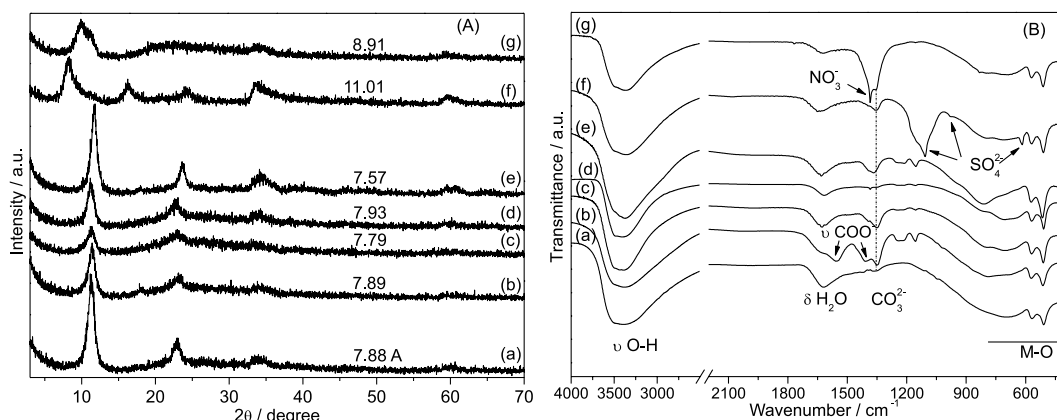 (A)
(g)
8.91
11.01
(f)
7.57
(e)
7.93
(d)
7.79
(c)
7.89
(b)
7.88 A
(a)
0 10 20 30 40 50 60 70
2θ / degree
Intensity / a.u.
(B)
(g)
NO₃⁻
(f)
SO₄²⁻
(e)
(d)
(c)
(b)
υ COO⁻
(a)
δ H₂O
CO₃²⁻
υ O-H
M-O
4000 3500 3000 2100 1800 1500 1200 900 600
Wavenumber / cm⁻¹
Transmittance / a.u.